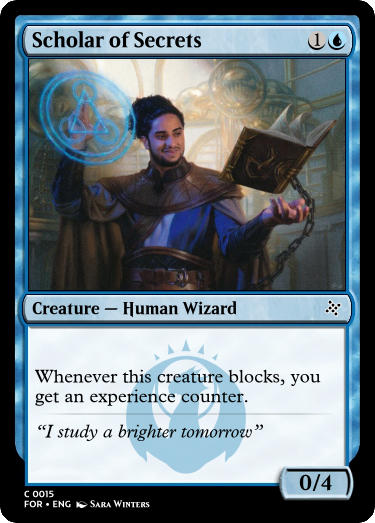 Scholar of Secrets 1
Creature — Human Wizard
Whenever this creature blocks, you
get an experience counter.
“I study a brighter tomorrow”
0/4
C 0015
FOR • ENG SARA WINTERS